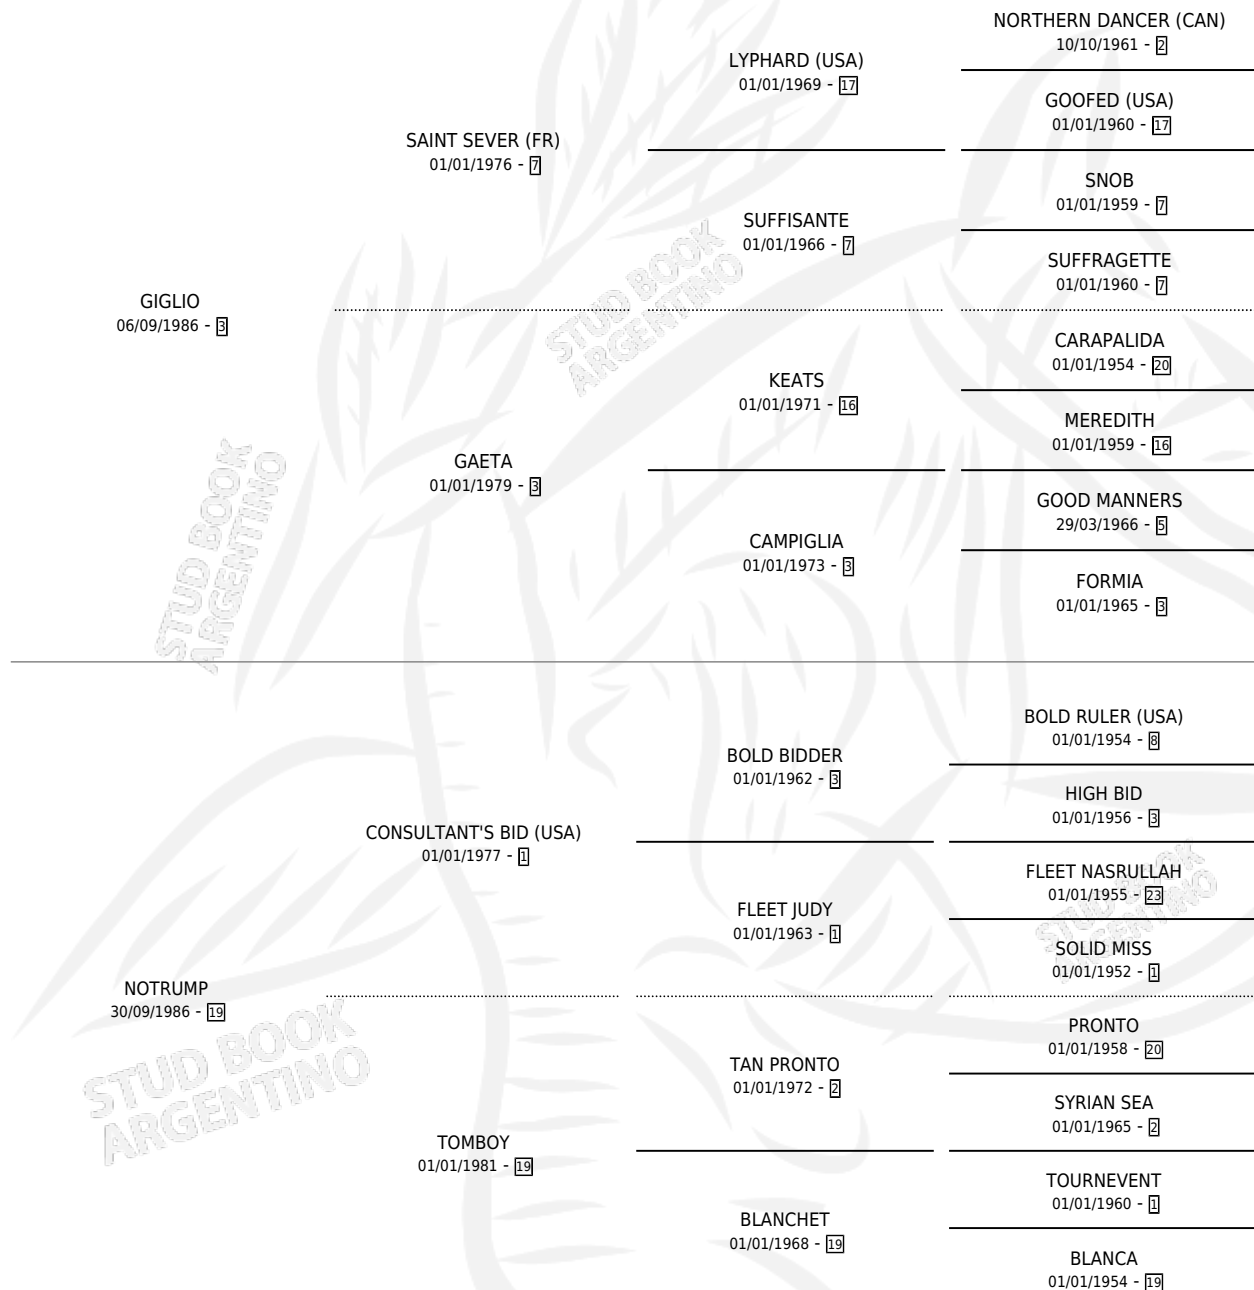 NORTHERN DANCER (CAN)
10/10/1961 - 2
LYPHARD (USA)
01/01/1969 - 17
GOOFED (USA)
01/01/1960 - 17
SAINT SEVER (FR)
01/01/1976 - 7
SNOB
01/01/1959 - 7
SUFFISANTE
01/01/1966 - 7
SUFFRAGETTE
01/01/1960 - 7
GIGLIO
06/09/1986 - 3
STUD BOOK
ARGENTINO
CARAPALIDA
01/01/1954 - 20
KEATS
01/01/1971 - 16
MEREDITH
01/01/1959 - 16
GAETA
01/01/1979 - 3
GOOD MANNERS
29/03/1966 - 5
CAMPIGLIA
01/01/1973 - 3
FORMIA
01/01/1965 - 3
STUD BOOK
ARGENTINO
BOLD RULER (USA)
01/01/1954 - 8
BOLD BIDDER
01/01/1962 - 3
HIGH BID
01/01/1956 - 3
CONSULTANT'S BID (USA)
01/01/1977 - 1
FLEET NASRULLAH
01/01/1955 - 23
FLEET JUDY
01/01/1963 - 1
STUD BOOK
ARGENTINO
SOLID MISS
01/01/1952 - 1
NOTRUMP
30/09/1986 - 19
PRONTO
01/01/1958 - 20
STUD BOOK
ARGENTINO
TAN PRONTO
01/01/1972 - 2
SYRIAN SEA
01/01/1965 - 2
TOMBOY
01/01/1981 - 19
TOURNEVENT
01/01/1960 - 1
BLANCHET
01/01/1968 - 19
BLANCA
01/01/1954 - 19